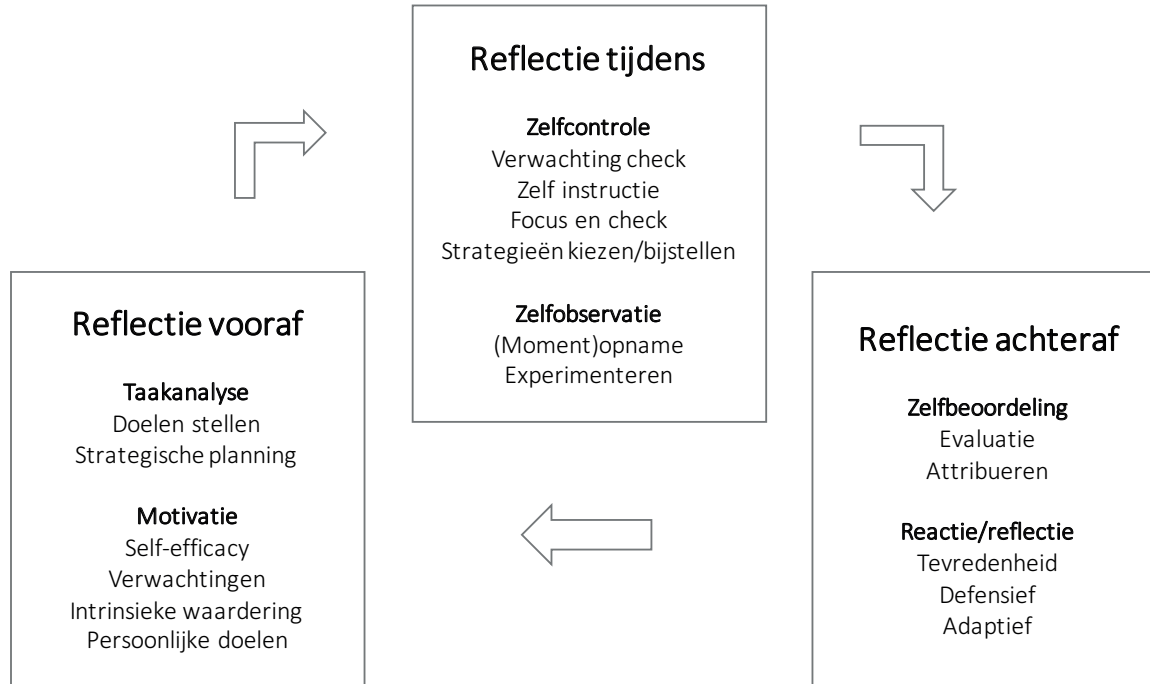 Reflectie tijdens
Zelfcontrole
Verwachting check
Zelf instructie
Focus en check
Strategieën kiezen/bijstellen
Zelfobservatie
(Moment)opname
Experimenteren
Reflectie vooraf
Taakanalyse
Doelen stellen
Strategische planning
Motivatie
Self-efficacy
Verwachtingen
Intrinsieke waardering
Persoonlijke doelen
Reflectie achteraf
Zelfbeoordeling
Evaluatie
Attribueren
Reactie/reflectie
Tevredenheid
Defensief
Adaptief